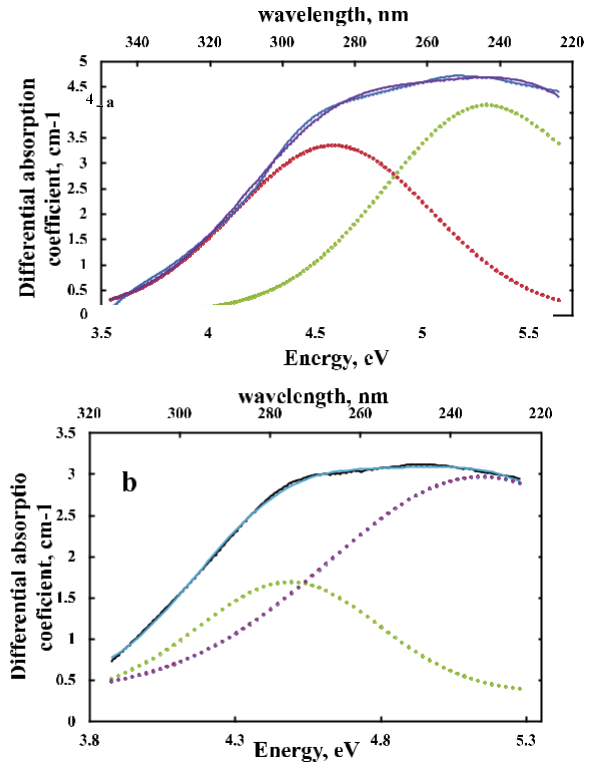 wavelength, nm
340 320 300 280 260 240 220
Differential absorption
coefficient, cm-1
5
4.5
4 a
3.5
3
2.5
2
1.5
1
0.5
0
3.5 4 4.5 5 5.5
Energy, eV
wavelength, nm
320 300 280 260 240 220
Differential absorptio
coeficient, cm-1
3.5
b
3
2.5
2
1.5
1
0.5
0
3.8 4.3 4.8 5.3
Energy, eV